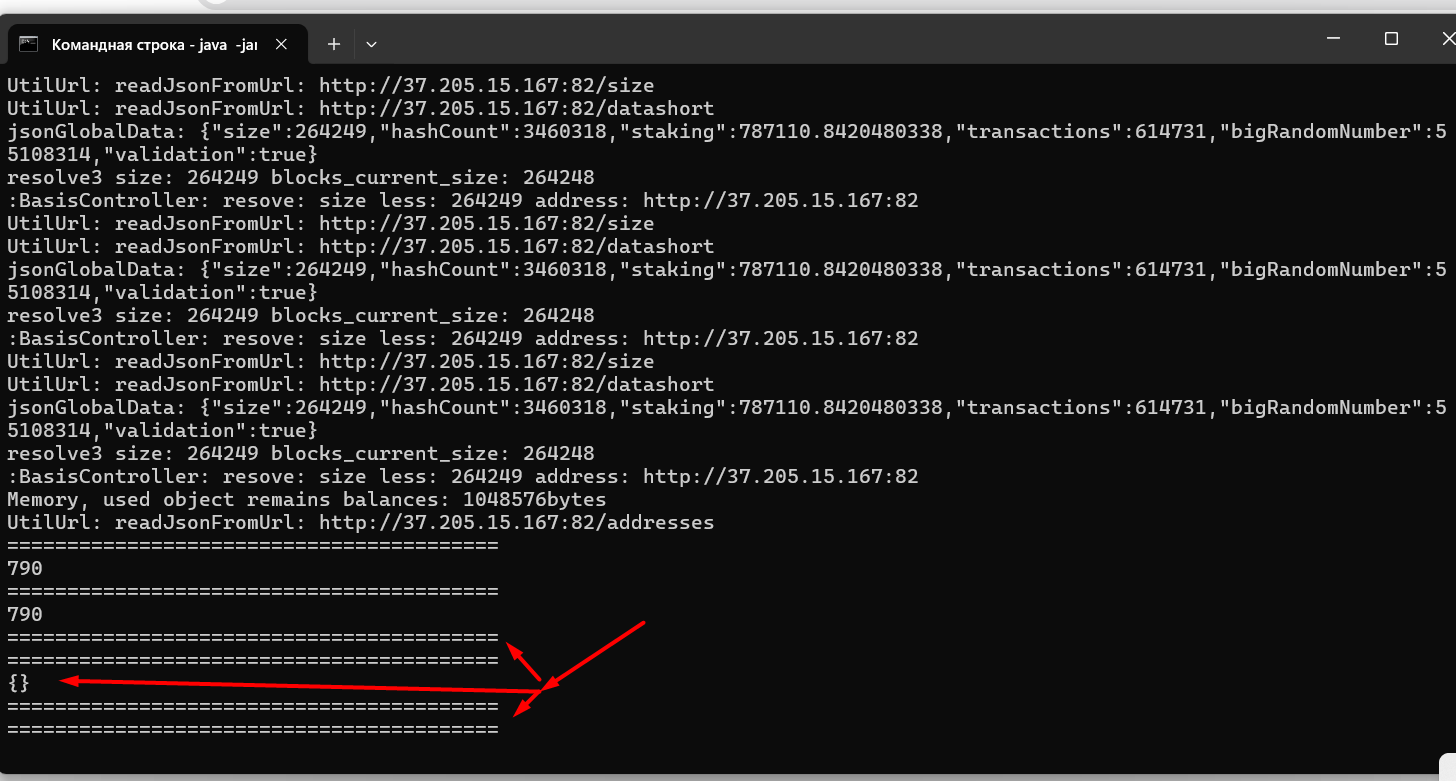 Командная строка - java  -jar
UtilUrl: readJsonFromUrl: http://37.205.15.167:82/size
UtilUrl: readJsonFromUrl: http://37.205.15.167:82/datashort
jsonGlobalData: {"size":264249,"hashCount":3460318,"staking":787110.8420480338,"transactions":614731,"bigRandomNumber":5
5108314,"validation":true}
resolve3 size: 264249 blocks_current_size: 264248
:BasisController: resove: size less: 264249 address: http://37.205.15.167:82
UtilUrl: readJsonFromUrl: http://37.205.15.167:82/size
UtilUrl: readJsonFromUrl: http://37.205.15.167:82/datashort
jsonGlobalData: {"size":264249,"hashCount":3460318,"staking":787110.8420480338,"transactions":614731,"bigRandomNumber":5
5108314,"validation":true}
resolve3 size: 264249 blocks_current_size: 264248
:BasisController: resove: size less: 264249 address: http://37.205.15.167:82
UtilUrl: readJsonFromUrl: http://37.205.15.167:82/size
UtilUrl: readJsonFromUrl: http://37.205.15.167:82/datashort
jsonGlobalData: {"size":264249,"hashCount":3460318,"staking":787110.8420480338,"transactions":614731,"bigRandomNumber":5
5108314,"validation":true}
resolve3 size: 264249 blocks_current_size: 264248
:BasisController: resove: size less: 264249 address: http://37.205.15.167:82
Memory, used object remains balances: 1048576bytes
UtilUrl: readJsonFromUrl: http://37.205.15.167:82/addresses
=========================================
790
=========================================
790
=========================================
=========================================
{}
=========================================
=========================================